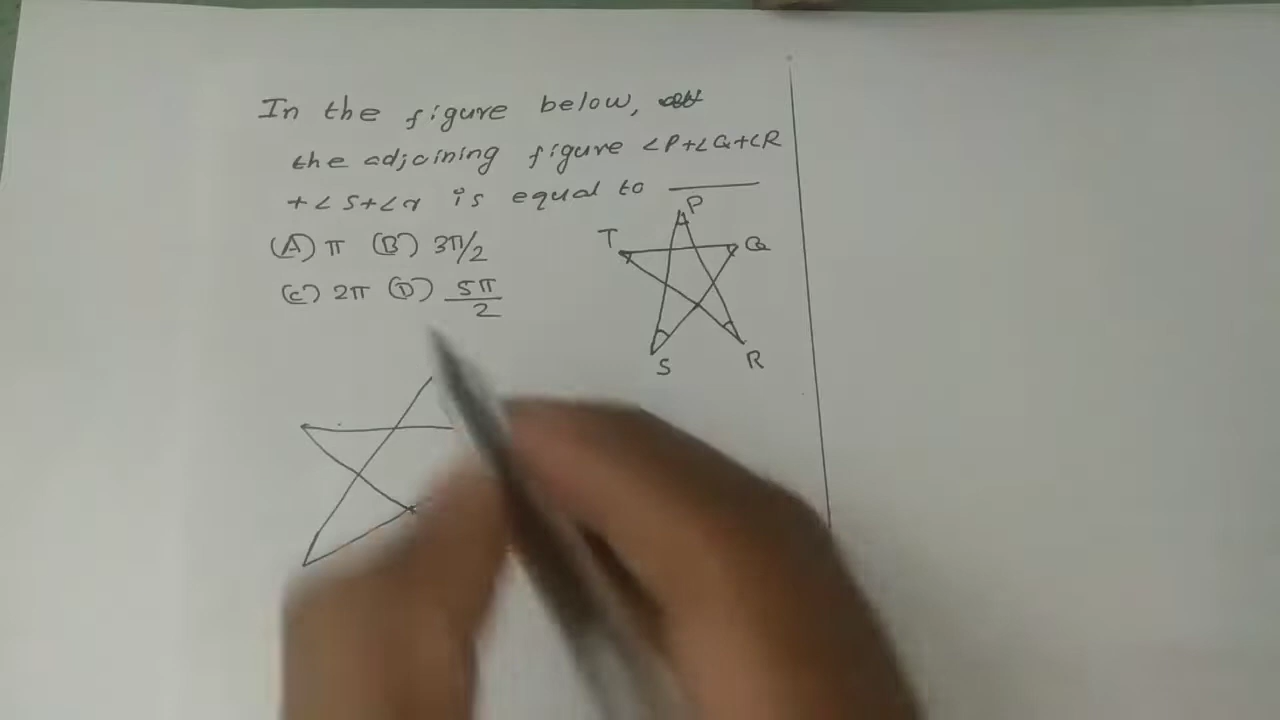 In the figure below,
the adjoining figure ∠P+∠Q+∠R
+∠S+∠T is equal to ____
(A) π (B) 3π/2
(C) 2π (D) 5π/2
P
T
Q
S
R